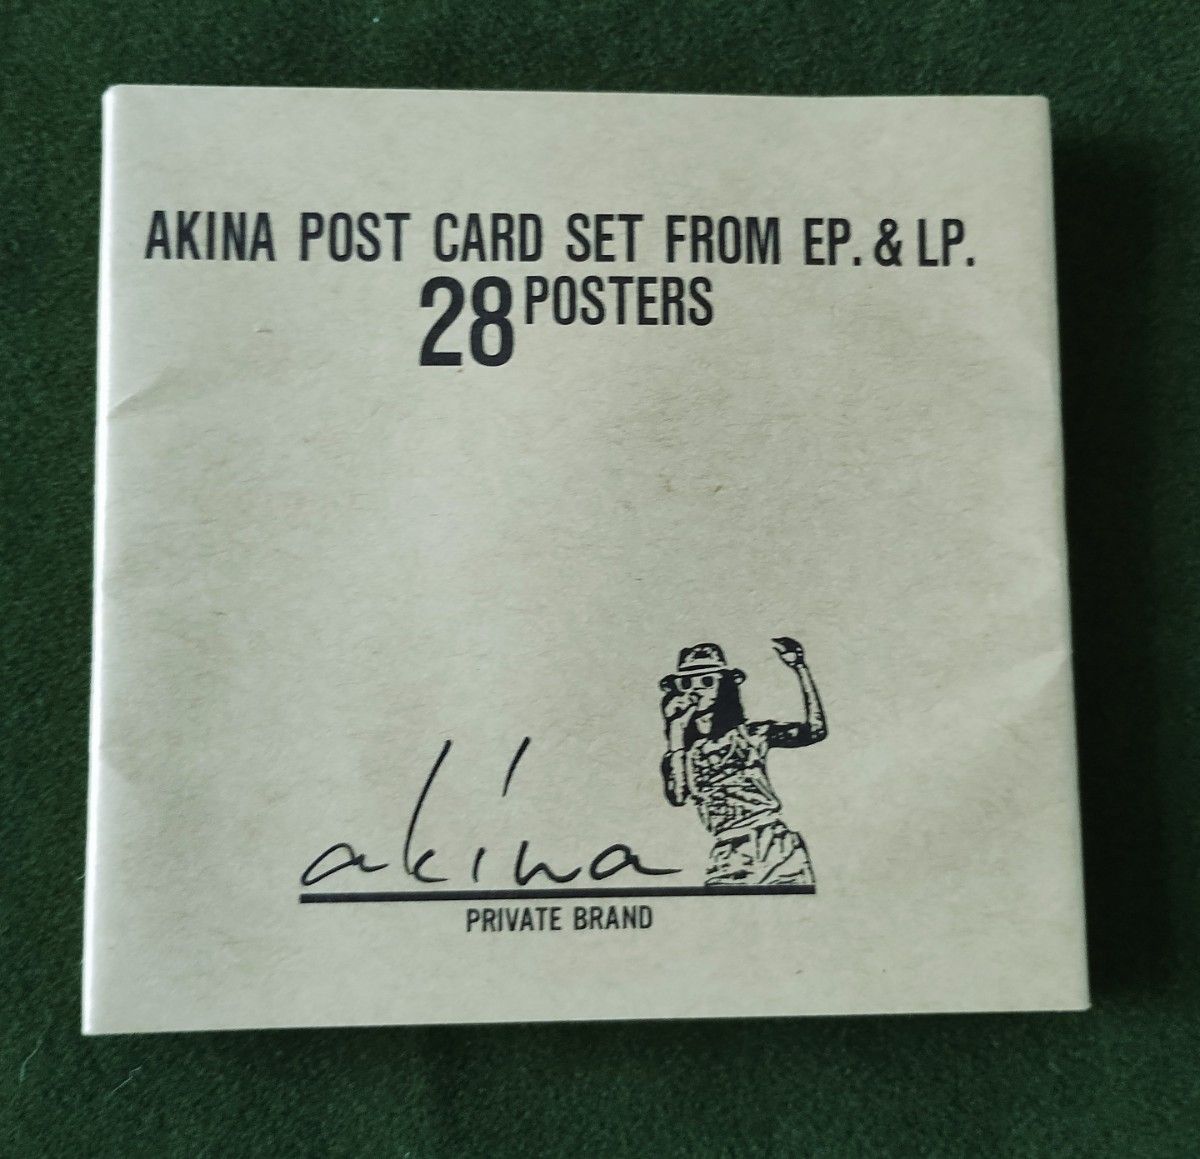 AKINA POST CARD SET FROM EP. & LP.
28 POSTERS
akina
PRIVATE BRAND